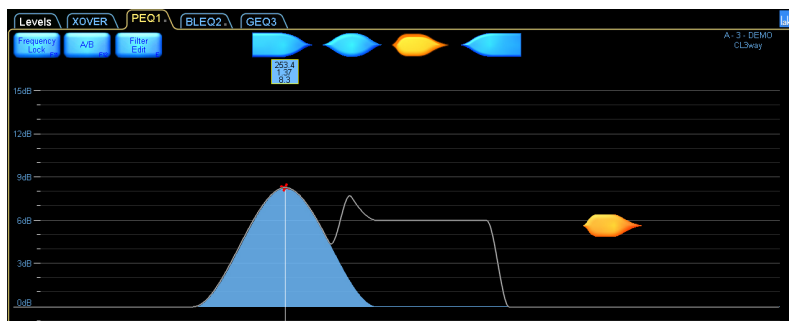 Levels
XOVER
PEQ1
BLEQ2
GEQ3
Frequency
Lock
A/B
Filter
Edit
A - 3 - DEMO
CL3way
253.4
1.37
8.3
15dB
12dB
9dB
6dB
3dB
0dB